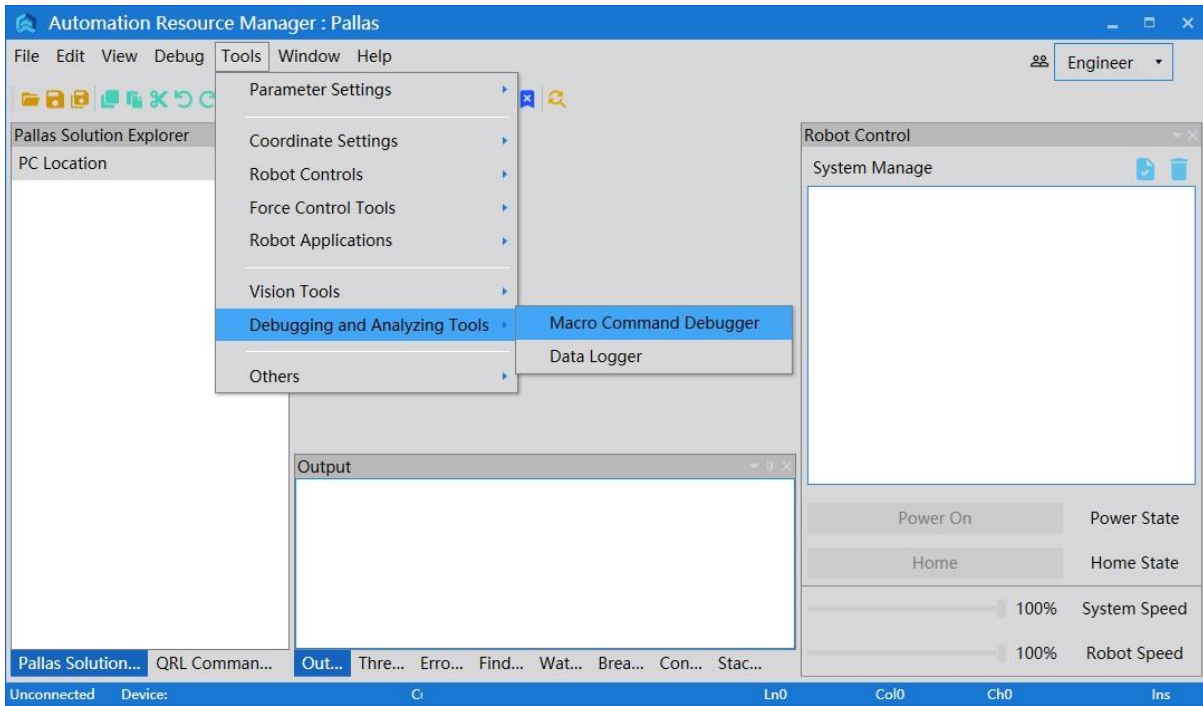 Automation Resource Manager : Pallas
File Edit View Debug Tools Window Help
Engineer
Parameter Settings
Coordinate Settings
Robot Controls
Force Control Tools
Robot Applications
Vision Tools
Debugging and Analyzing Tools
Others
Macro Command Debugger
Data Logger
Pallas Solution Explorer
PC Location
Output
Robot Control
System Manage
Power On Power State
Home Home State
100% System Speed
100% Robot Speed
Pallas Solution... QRL Comman...
Out... Thre... Erro... Find... Wat... Brea... Con... Stac...
Unconnected Device: Ln0 Col0 Ch0 Ins